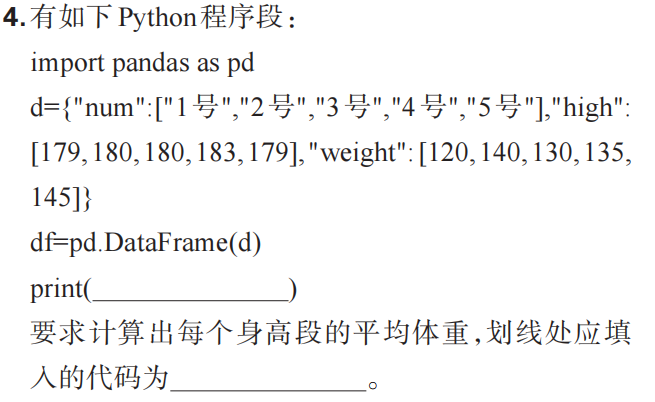 4.有如下 Python程序段:
import pandas as pd
d={"num":["1号","2号","3号","4号","5号"],"high":
[179,180,180,183,179],"weight":[120,140,130,135,
145]}
df=pd.DataFrame(d)
print(____________)
要求计算出每个身高段的平均体重,划线处应填
入的代码为____________。